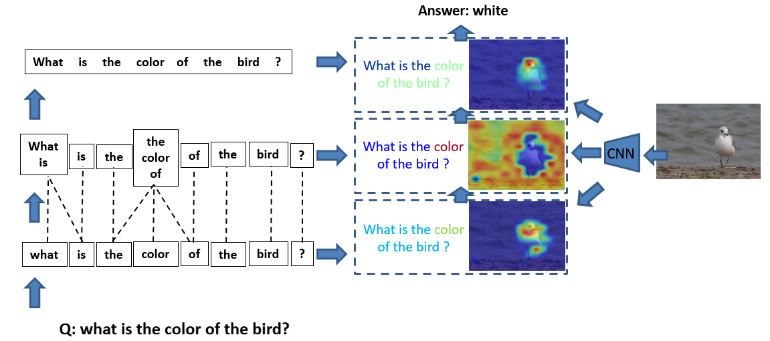 Answer: white
What is the color of the bird ?
What is the color
of the bird ?
What
is
is
the
the
color
of
of
the
bird
?
What is the color
of the bird ?
CNN
what
is
the
color
of
the
bird
?
What is the color
of the bird ?
Q: what is the color of the bird?